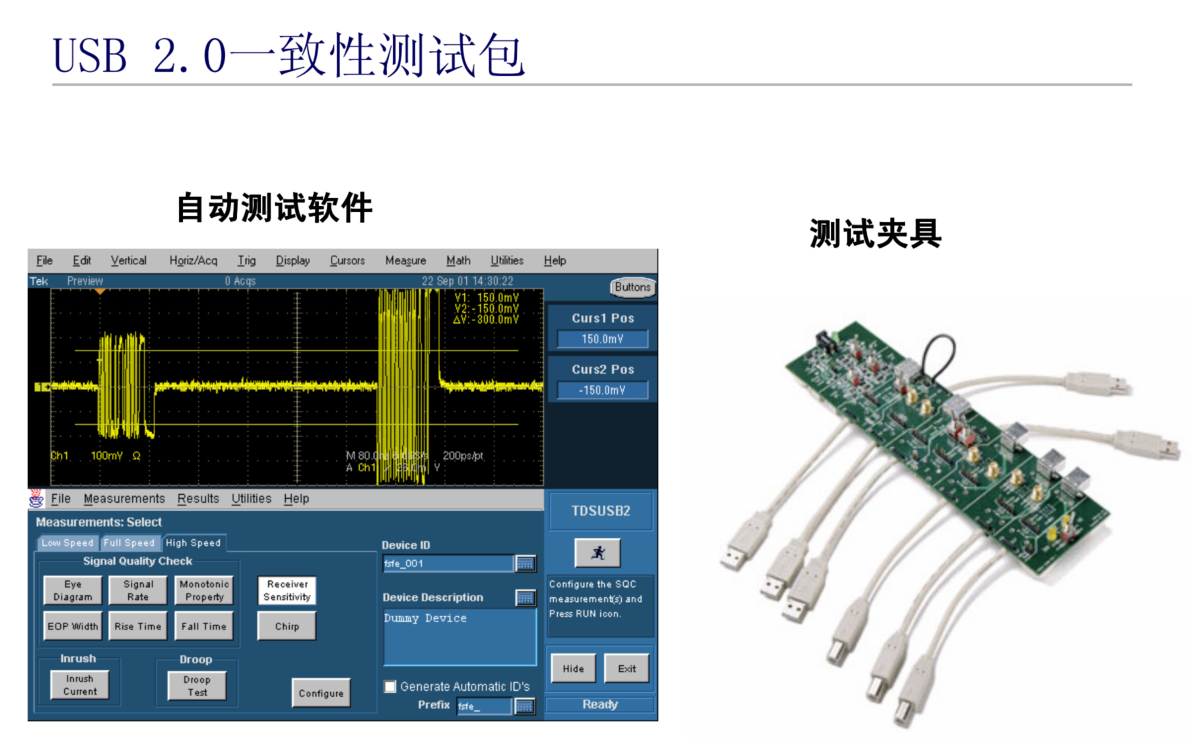 USB 2.0一致性测试包
自动测试软件
测试夹具
File Edit Vertical Horiz/Acq Trig Display Cursors Measure Math Utilities Help
Tek Preview 0 Acqs 22 Sep 01 14:30:22
Buttons
V1: 150.0mV
V2: -150.0mV
ΔV: -300.0mV
Curs1 Pos
150.0mV
Curs2 Pos
-150.0mV
Ch1 100mV Ω
M 80.0 200ps/pt
A Ch1 V
File Measurements Results Utilities Help
Measurements: Select
Low Speed Full Speed High Speed
Signal Quality Check
Eye Diagram
Signal Rate
Monotonic Property
EOP Width
Rise Time
Fall Time
Receiver Sensitivity
Chirp
Inrush
Inrush Current
Droop
Droop Test
Configure
Device ID
fsfe_001
Device Description
Dummy Device
Generate Automatic ID's
Prefix fsfe_
TDSUSB2
Configure the SQC
measurement(s) and
Press RUN icon.
Hide Exit
Ready